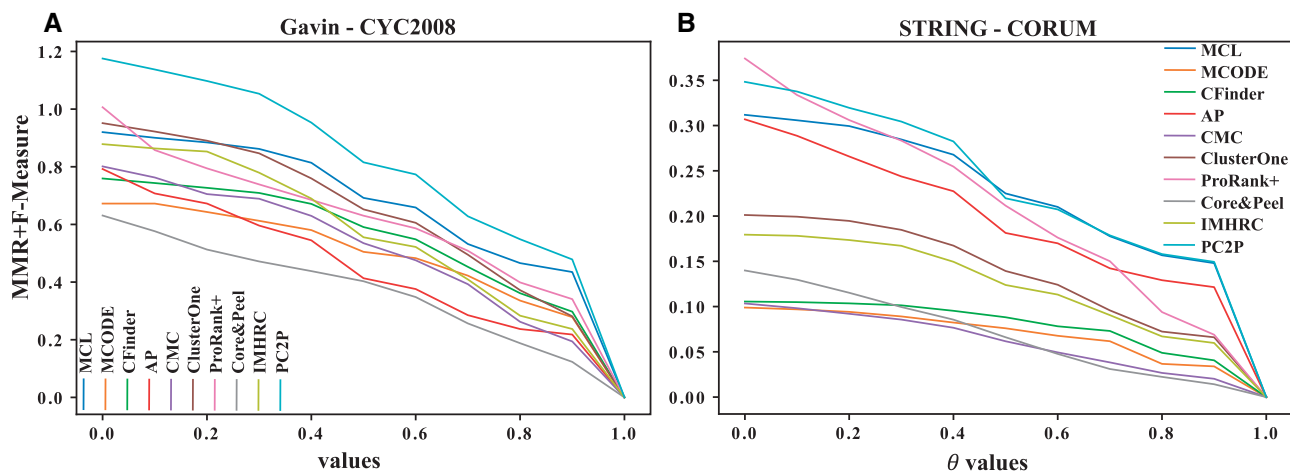 A
Gavin - CYC2008
MMR+F-Measure
1.2
1.0
0.8
0.6
0.4
0.2
0.0
MCL
MCODE
CFinder
AP
CMC
ClusterOne
ProRank+
Core&Peel
IMHRC
PC2P
0.0 0.2 0.4 0.6 0.8 1.0
values
B
STRING - CORUM
0.35
0.30
0.25
0.20
0.15
0.10
0.05
0.00
MCL
MCODE
CFinder
AP
CMC
ClusterOne
ProRank+
Core&Peel
IMHRC
PC2P
0.0 0.2 0.4 0.6 0.8 1.0
θ values